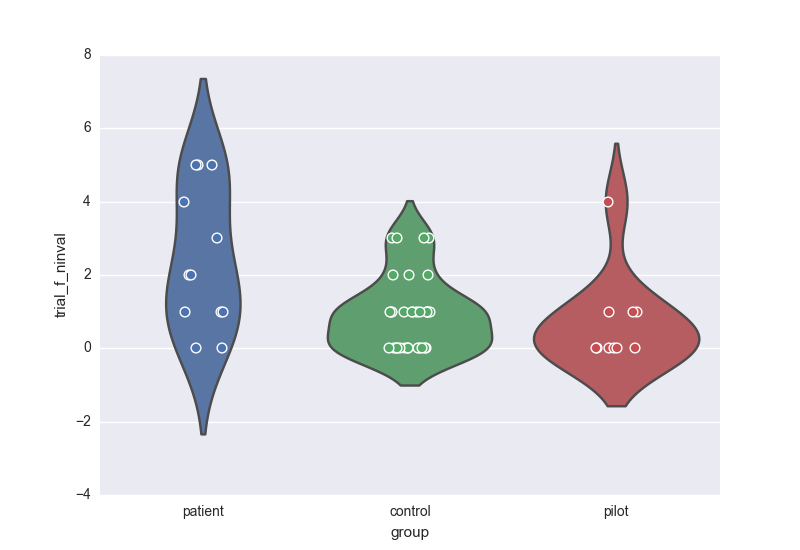 8
6
4
2
0
−2
−4
trial_f_ninval
patient
control
pilot
group